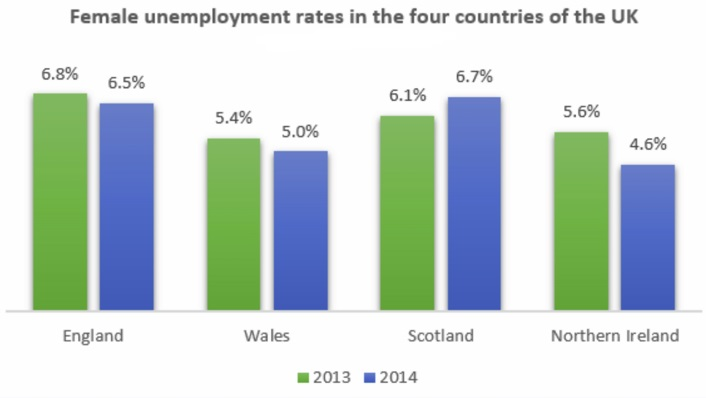 Female unemployment rates in the four countries of the UK
6.8%
6.5%
5.4%
5.0%
6.1%
6.7%
5.6%
4.6%
England
Wales
Scotland
Northern Ireland
2013
2014